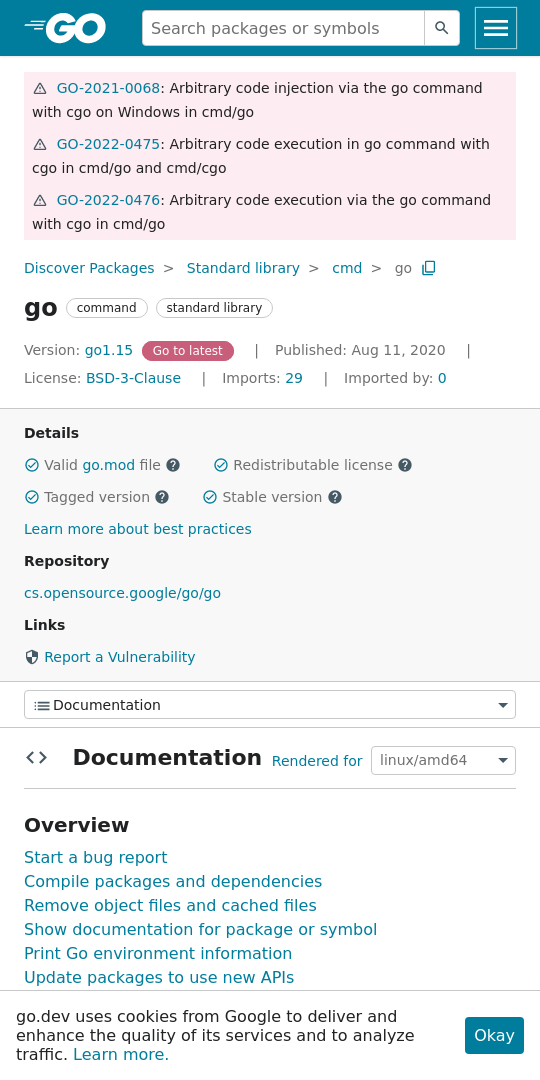 GO
Search packages or symbols
GO-2021-0068: Arbitrary code injection via the go command
with cgo on Windows in cmd/go
GO-2022-0475: Arbitrary code execution in go command with
cgo in cmd/go and cmd/cgo
GO-2022-0476: Arbitrary code execution via the go command
with cgo in cmd/go
Discover Packages > Standard library > cmd > go
go command standard library
Version: go1.15 Go to latest | Published: Aug 11, 2020 |
License: BSD-3-Clause | Imports: 29 | Imported by: 0
Details
Valid go.mod file Redistributable license
Tagged version Stable version
Learn more about best practices
Repository
cs.opensource.google/go/go
Links
Report a Vulnerability
Documentation
Documentation Rendered for linux/amd64
Overview
Start a bug report
Compile packages and dependencies
Remove object files and cached files
Show documentation for package or symbol
Print Go environment information
Update packages to use new APIs
go.dev uses cookies from Google to deliver and
enhance the quality of its services and to analyze
traffic. Learn more.
Okay